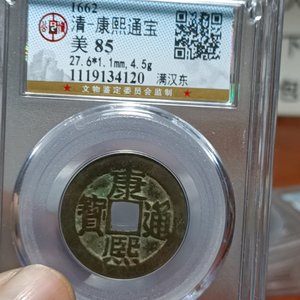 1662
清-康熙通宝
美 85
27.6*1.1mm, 4.5g
1119134120 满汉东
★ 文物鉴定委员会监制 ★
康熙通寳